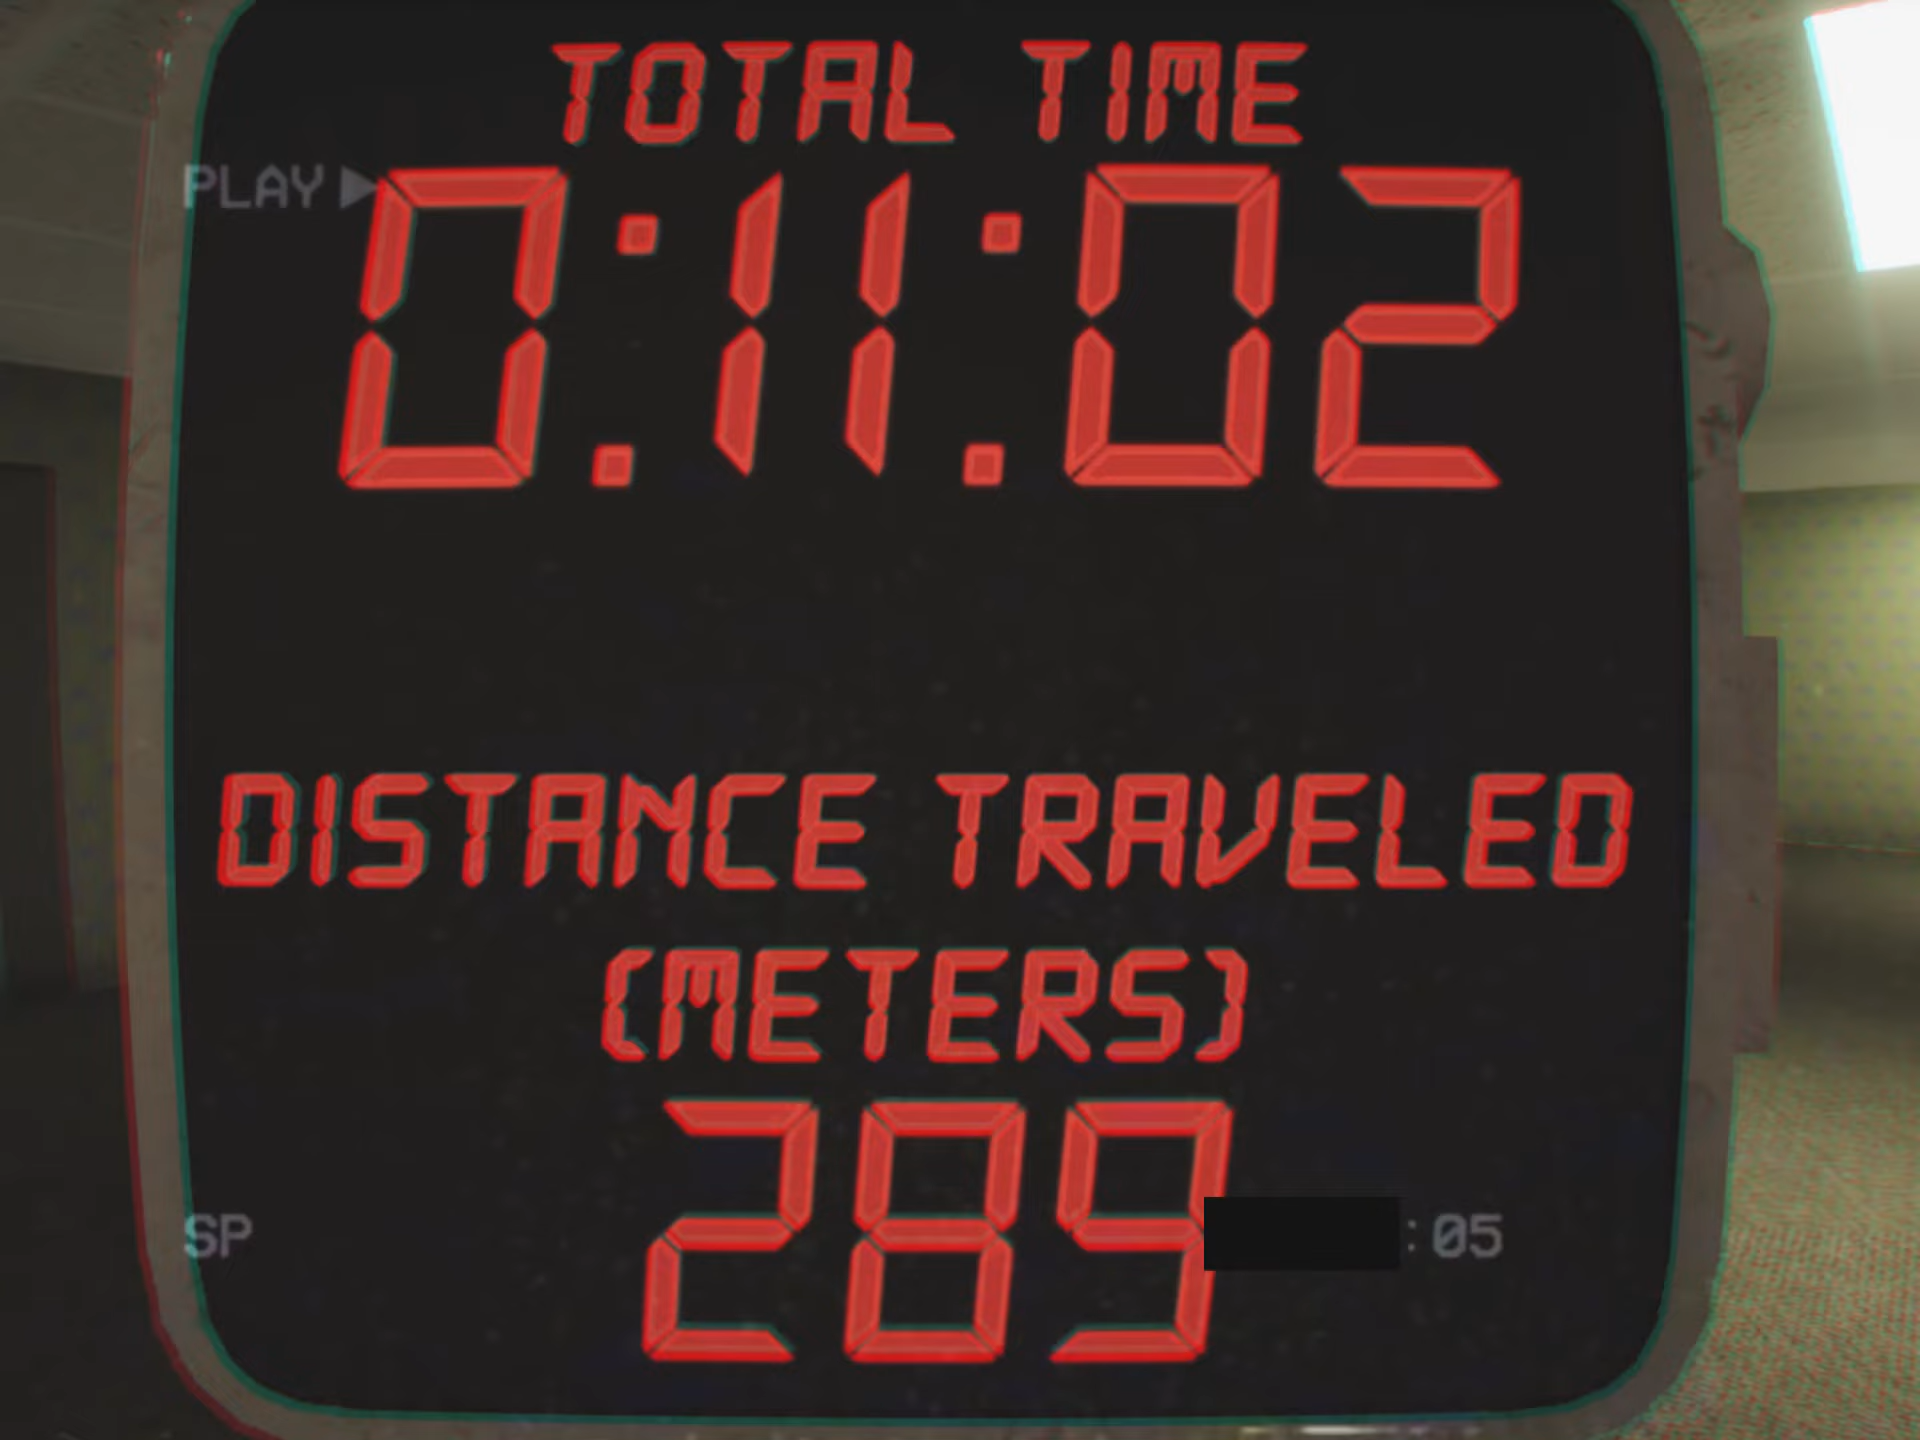 TOTAL TIME
PLAY
0:11:02
DISTANCE TRAVELED
(METERS)
289
SP
:05